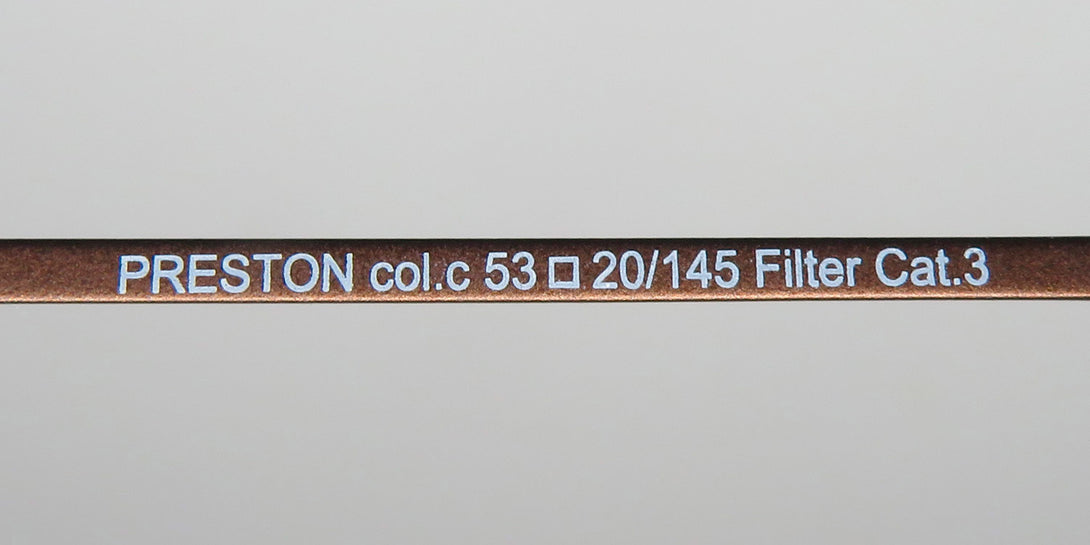 PRESTON col.c 53□20/145 Filter Cat.3